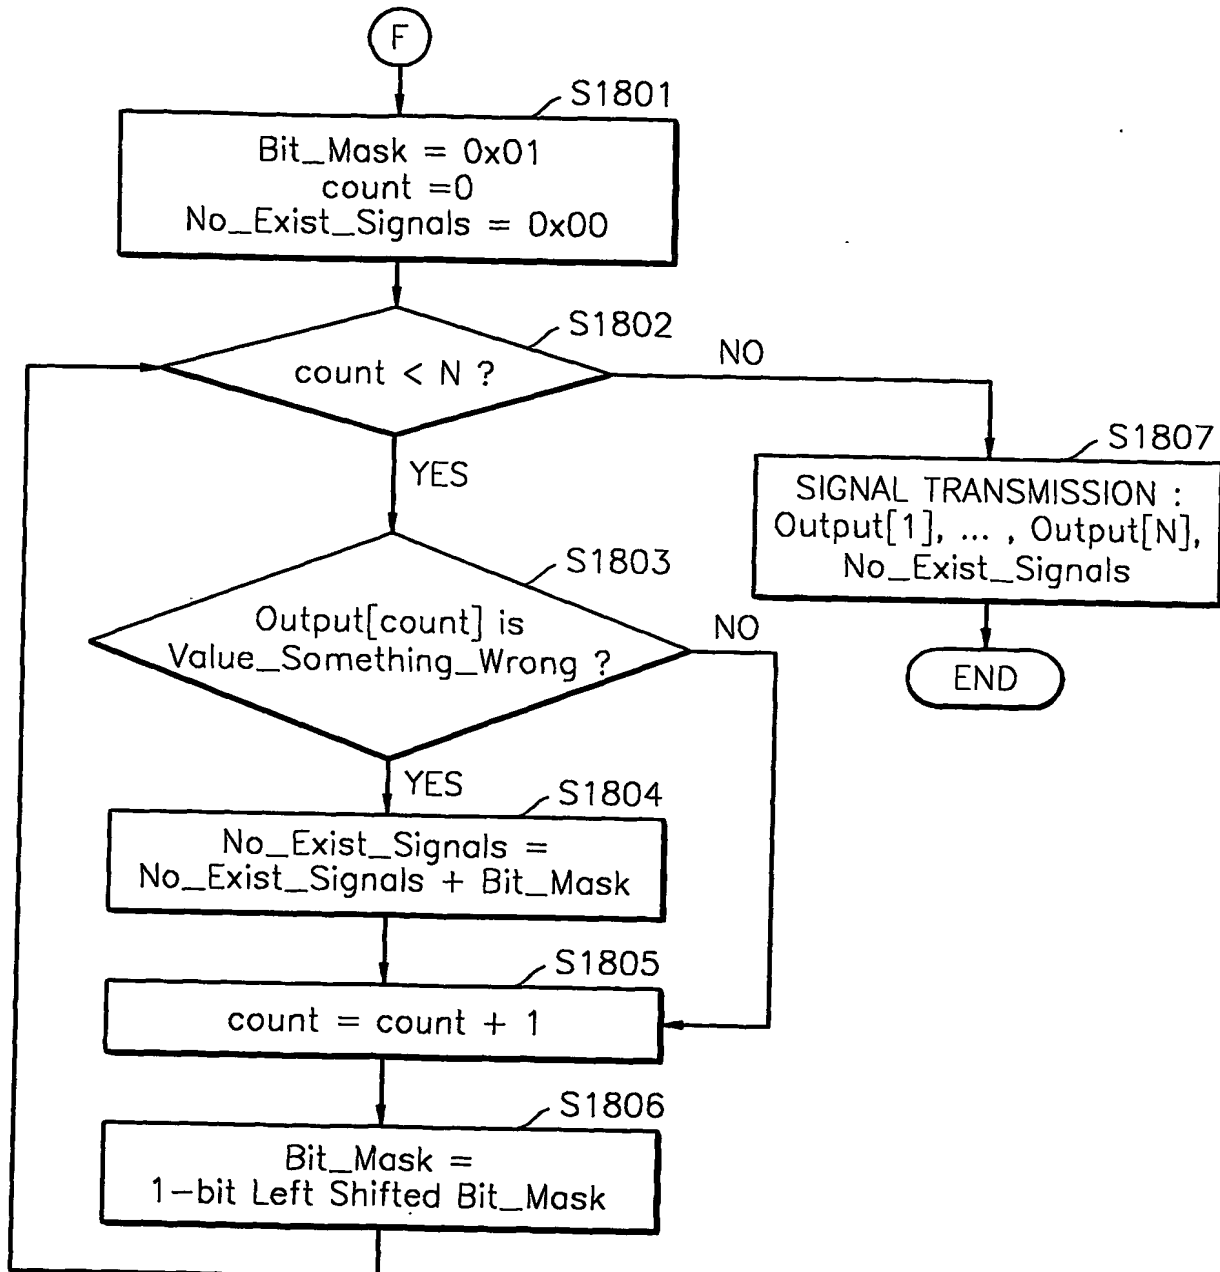 F
S1801
Bit_Mask = 0x01
count =0
No_Exist_Signals = 0x00
S1802
count < N ?
NO
YES
S1807
SIGNAL TRANSMISSION :
Output[1], ... , Output[N],
No_Exist_Signals
END
S1803
Output[count] is
Value_Something_Wrong ?
NO
YES
S1804
No_Exist_Signals =
No_Exist_Signals + Bit_Mask
S1805
count = count + 1
S1806
Bit_Mask =
1-bit Left Shifted Bit_Mask